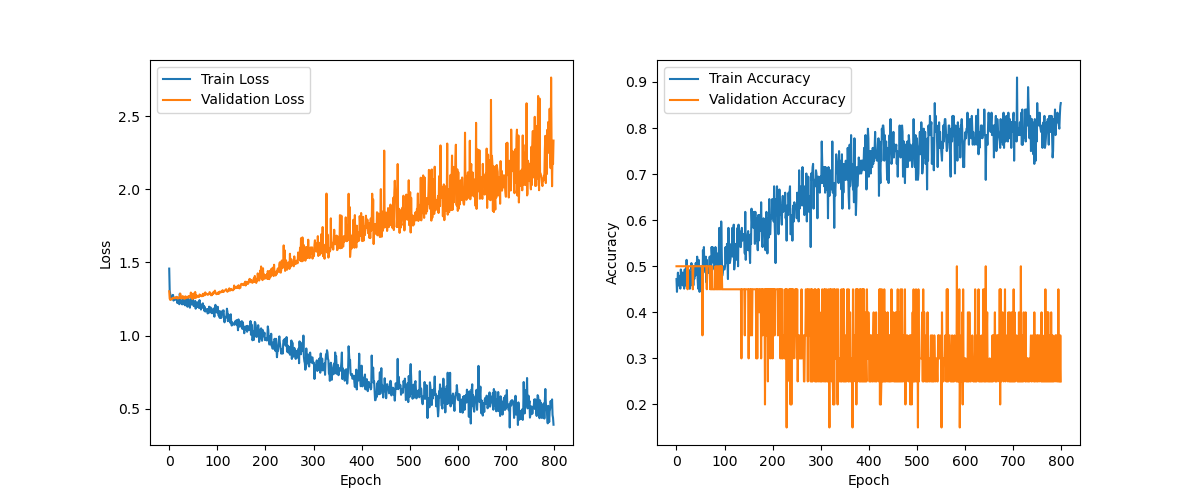 Train Loss
Validation Loss
2.5
2.0
1.5
1.0
0.5
Loss
0 100 200 300 400 500 600 700 800
Epoch
Train Accuracy
Validation Accuracy
0.9
0.8
0.7
0.6
0.5
0.4
0.3
0.2
Accuracy
0 100 200 300 400 500 600 700 800
Epoch